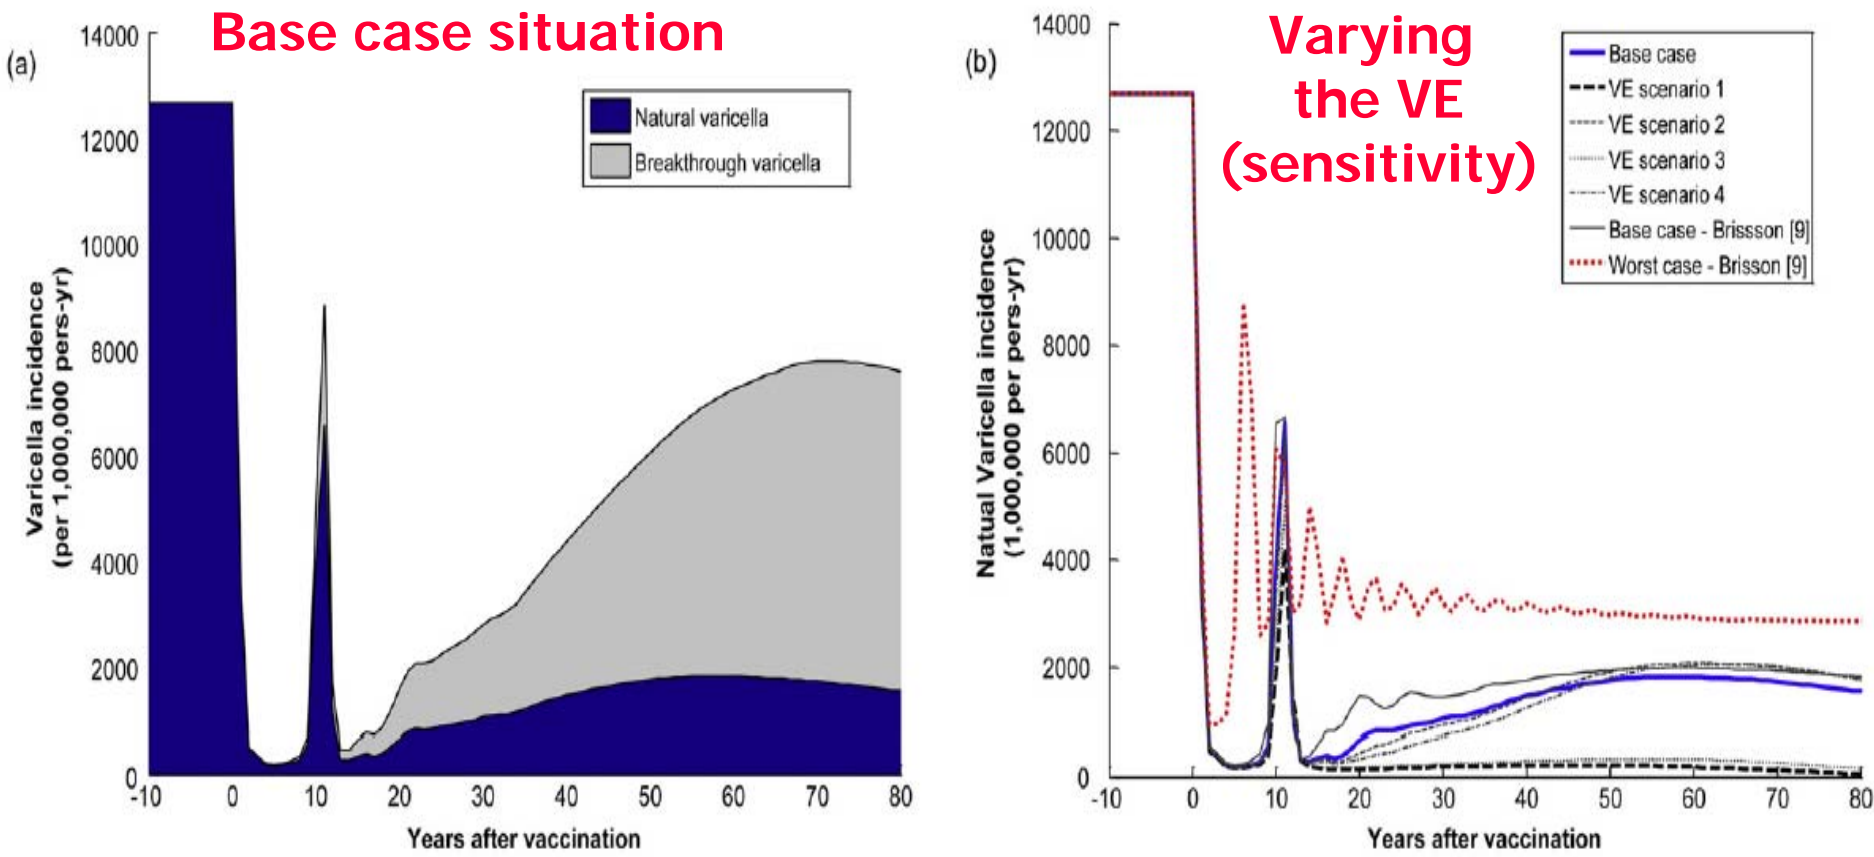 Base case situation
(a)
14000
12000
10000
8000
6000
4000
2000
0
Varicella incidence
(per 1,0000,000 pers-yr)
Natural varicella
Breakthrough varicella
-10 0 10 20 30 40 50 60 70 80
Years after vaccination
Varying
the VE
(sensitivity)
(b)
14000
12000
10000
8000
6000
4000
2000
0
Natual Varicella incidence
(1,000,000 per pers-yr)
Base case
VE scenario 1
VE scenario 2
VE scenario 3
VE scenario 4
Base case - Brissson [9]
Worst case - Brisson [9]
-10 0 10 20 30 40 50 60 70 80
Years after vaccination